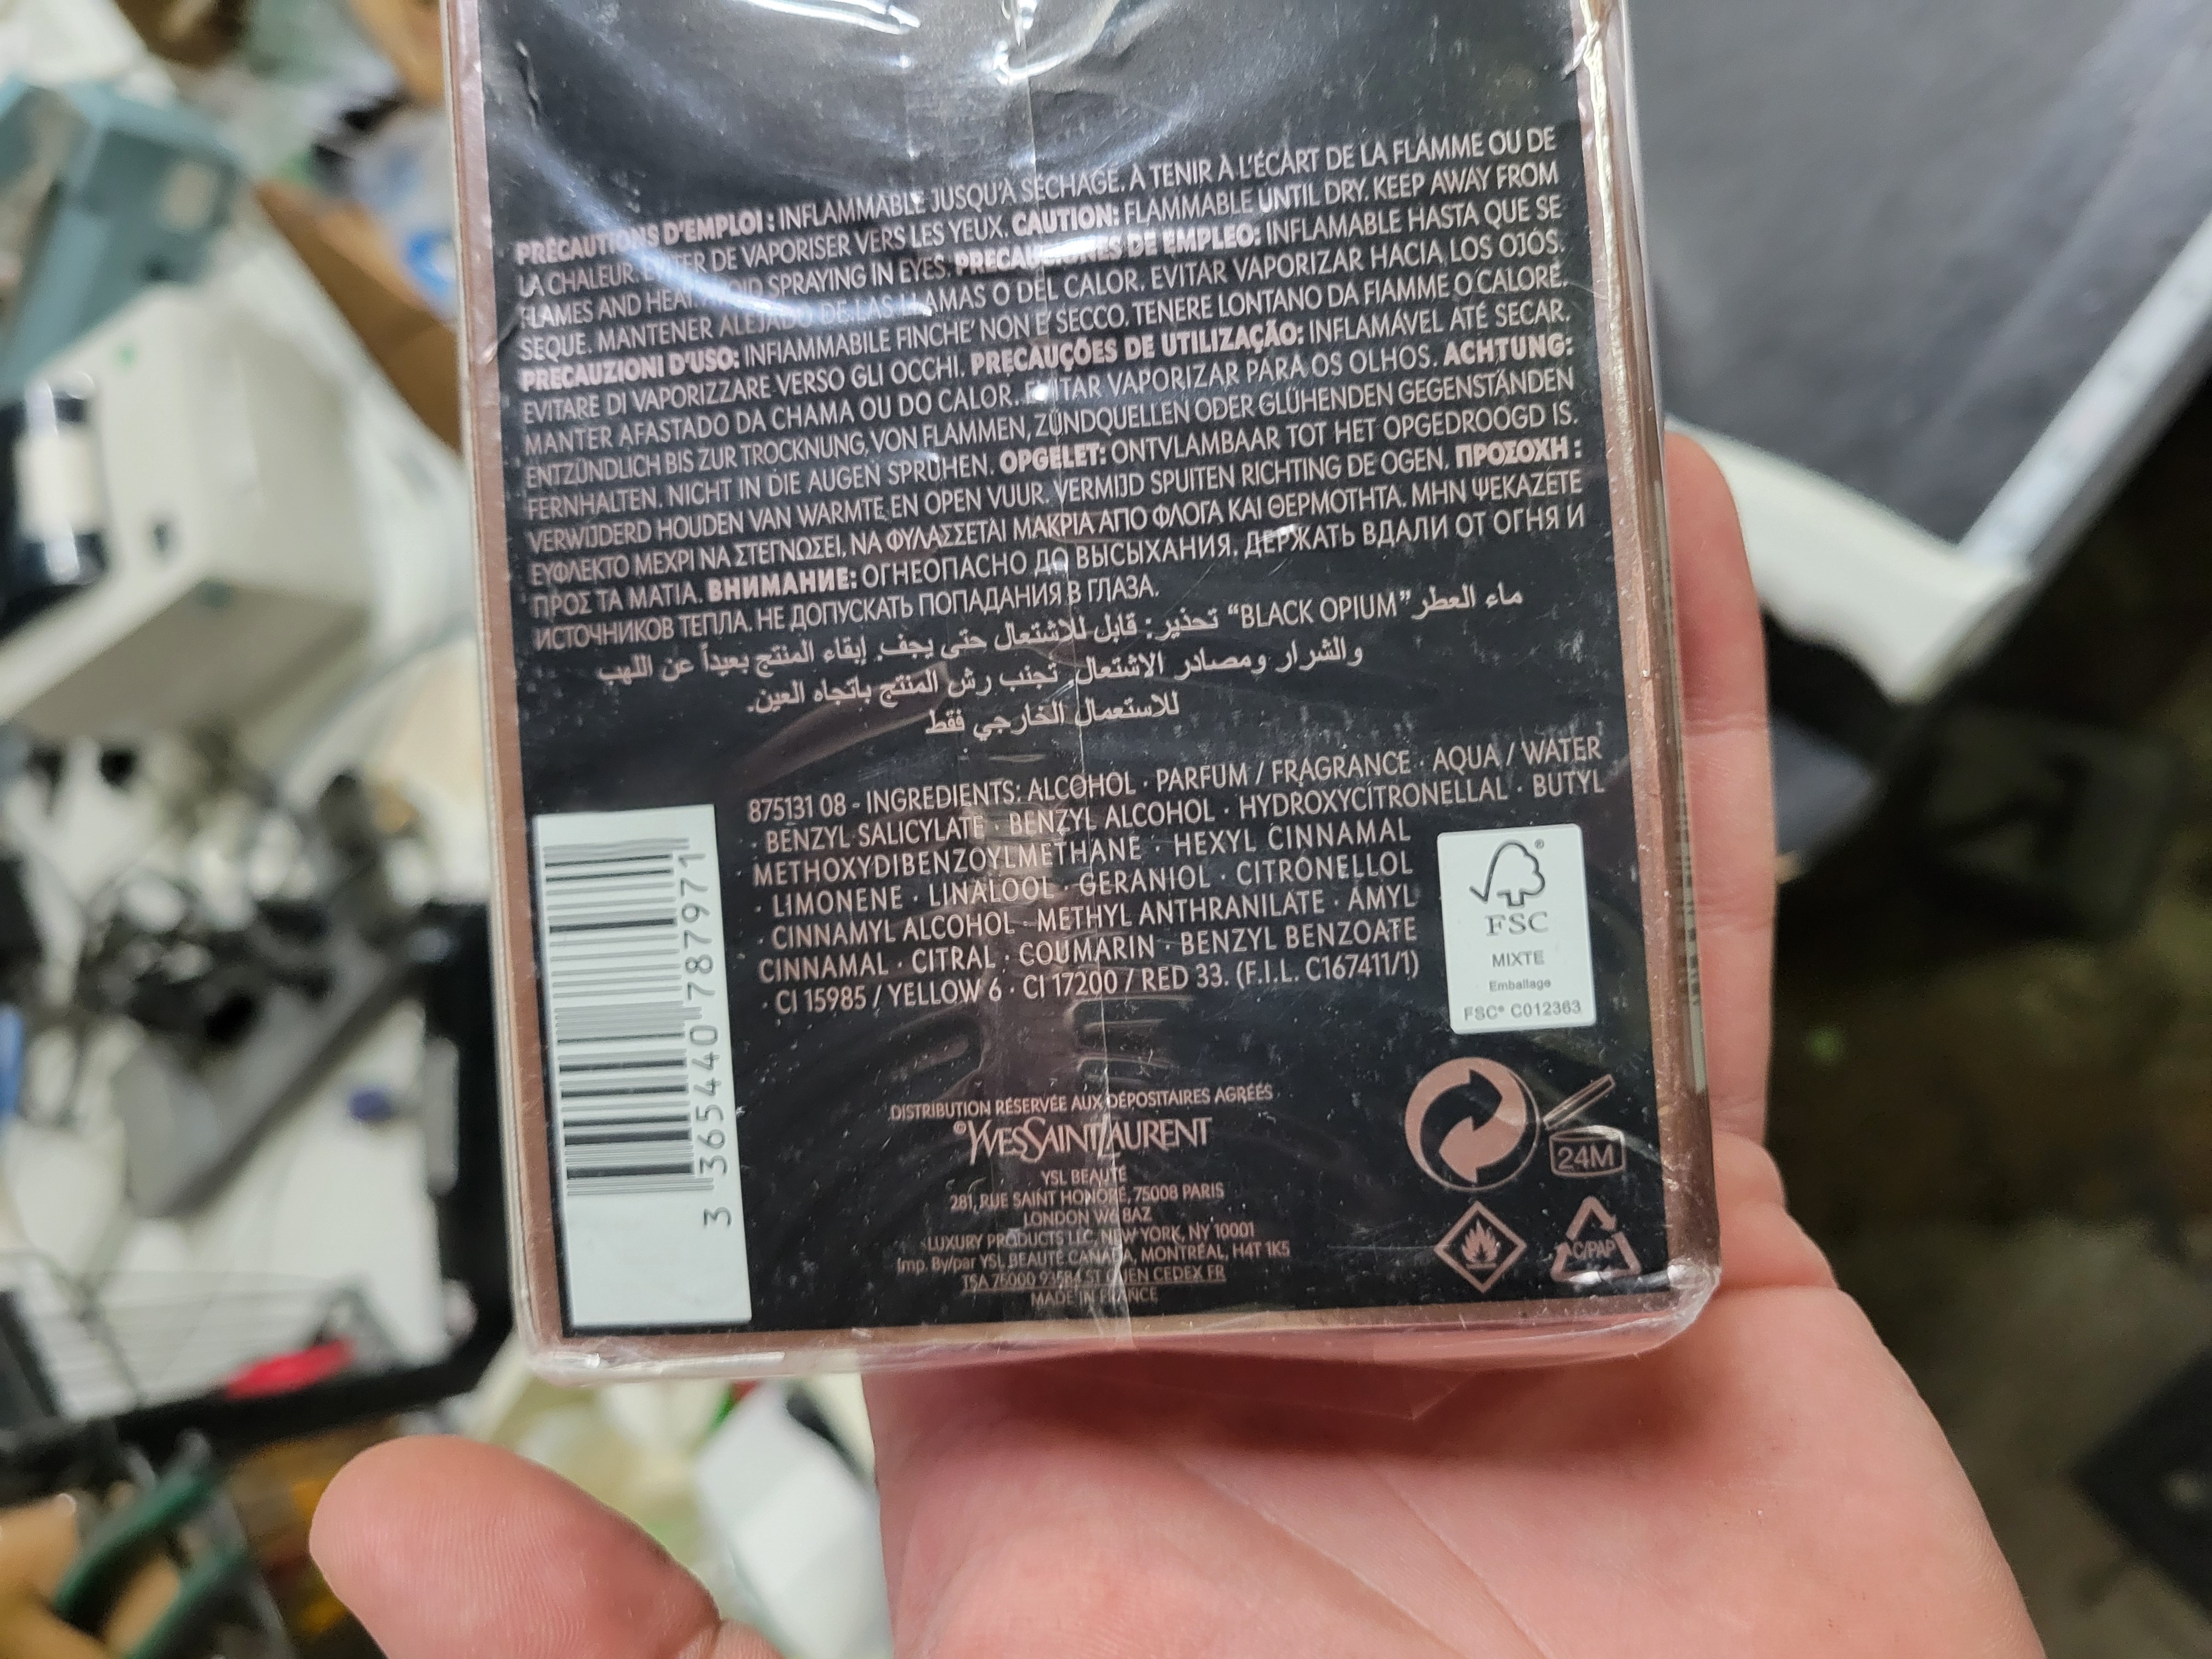 PRÉCAUTIONS D'EMPLOI : INFLAMMABLE JUSQU'À SÉCHAGE. À TENIR À L'ÉCART DE LA FLAMME OU DE
LA CHALEUR. ÉVITER DE VAPORISER VERS LES YEUX. CAUTION: FLAMMABLE UNTIL DRY. KEEP AWAY FROM
FLAMES AND HEAT. AVOID SPRAYING IN EYES. PRECAUCIONES DE EMPLEO: INFLAMABLE HASTA QUE SE
SEQUE. MANTENER ALEJADO DE LAS LLAMAS O DEL CALOR. EVITAR VAPORIZAR HACIA LOS OJOS.
PRECAUZIONI D'USO: INFIAMMABILE FINCHE' NON E' SECCO. TENERE LONTANO DA FIAMME O CALORE.
EVITARE DI VAPORIZZARE VERSO GLI OCCHI. PRECAUÇÕES DE UTILIZAÇÃO: INFLAMÁVEL ATÉ SECAR.
MANTER AFASTADO DA CHAMA OU DO CALOR. EVITAR VAPORIZAR PARA OS OLHOS. ACHTUNG:
ENTZÜNDLICH BIS ZUR TROCKNUNG, VON FLAMMEN, ZÜNDQUELLEN ODER GLÜHENDEN GEGENSTÄNDEN
FERNHALTEN. NICHT IN DIE AUGEN SPRÜHEN. OPGELET: ONTVLAMBAAR TOT HET OPGEDROOGD IS.
VERWIJDERD HOUDEN VAN WARMTE EN OPEN VUUR. VERMIJD SPUITEN RICHTING DE OGEN. ΠΡΟΣΟΧΗ :
ΕΥΦΛΕΚΤΟ ΜΕΧΡΙ ΝΑ ΣΤΕΓΝΩΣΕΙ. ΝΑ ΦΥΛΑΣΣΕΤΑΙ ΜΑΚΡΙΑ ΑΠΟ ΦΛΟΓΑ ΚΑΙ ΘΕΡΜΟΤΗΤΑ. ΜΗΝ ΨΕΚΑΖΕΤΕ
ΠΡΟΣ ΤΑ ΜΑΤΙΑ. ВНИМАНИЕ: ОГНЕОПАСНО ДО ВЫСЫХАНИЯ. ДЕРЖАТЬ ВДАЛИ ОТ ОГНЯ И
ИСТОЧНИКОВ ТЕПЛА. НЕ ДОПУСКАТЬ ПОПАДАНИЯ В ГЛАЗА.
ماء العطر "BLACK OPIUM" تحذير: قابل للاشتعال حتى يجف. إبقاء المنتج بعيداً عن اللهب
والشرار ومصادر الاشتعال. تجنب رش المنتج باتجاه العين.
للاستعمال الخارجي فقط
875131 08 - INGREDIENTS: ALCOHOL · PARFUM / FRAGRANCE · AQUA / WATER
· BENZYL SALICYLATE · BENZYL ALCOHOL · HYDROXYCITRONELLAL · BUTYL
METHOXYDIBENZOYLMETHANE · HEXYL CINNAMAL
· LIMONENE · LINALOOL · GERANIOL · CITRONELLOL
· CINNAMYL ALCOHOL · METHYL ANTHRANILATE · AMYL
CINNAMAL · CITRAL · COUMARIN · BENZYL BENZOATE
· CI 15985 / YELLOW 6 · CI 17200 / RED 33. (F.I.L. C167411/1)
3 365440 787971
FSC
MIXTE
Emballage
FSC® C012363
DISTRIBUTION RÉSERVÉE AUX DÉPOSITAIRES AGRÉÉS
©YVESSAINTLAURENT
YSL BEAUTÉ
281, RUE SAINT HONORÉ, 75008 PARIS
LONDON W6 8AZ
LUXURY PRODUCTS LLC, NEW YORK, NY 10001
Imp. By/par YSL BEAUTÉ CANADA, MONTRÉAL, H4T 1K5
TSA 75000 93584 ST OUEN CEDEX FR
MADE IN FRANCE
24M
C/PAP